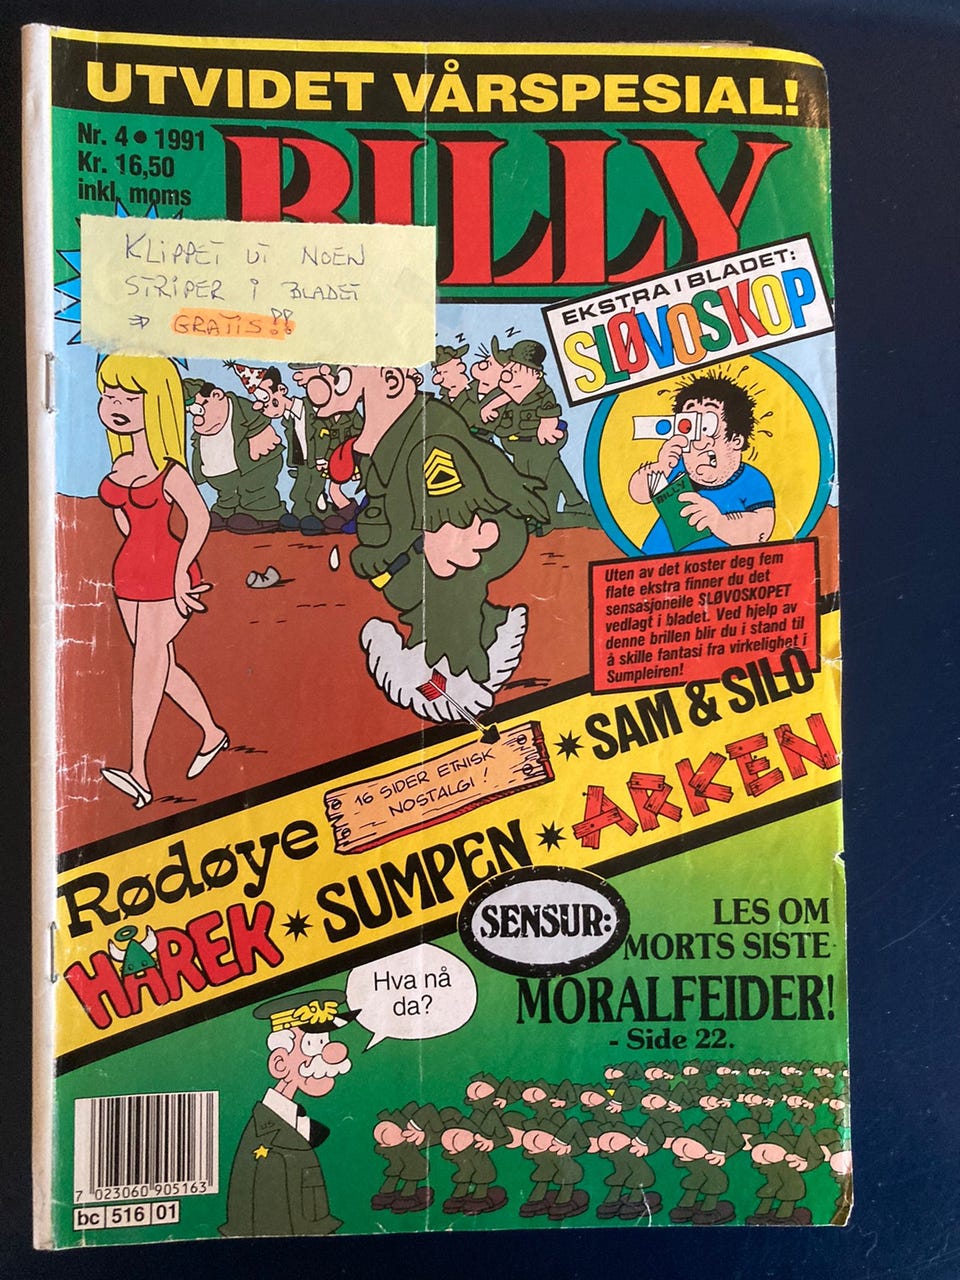 UTVIDET VÅRSPESIAL!
Nr. 4 • 1991
Kr. 16,50
inkl. moms
BILLY
KLIPPET UT NOEN
STRIPER i BLADET
⇒ GRATIS!!
EKSTRA I BLADET:
SLØVOSKOP
Z
Z
Z
BILLY
Uten av det koster deg fem
flate ekstra finner du det
sensasjonelle SLØVOSKOPET
vedlagt i bladet. Ved hjelp av
denne brillen blir du i stand til
å skille fantasi fra virkelighet i
Sumpleiren!
16 SIDER ETNISK
NOSTALGI!
* SAM & SILO
Rødøye
* ARKEN
HÅREK * SUMPEN
SENSUR:
LES OM
MORTS SISTE
MORALFEIDER!
- Side 22.
Hva nå
da?
US
7 023060 905163
bc 516 01